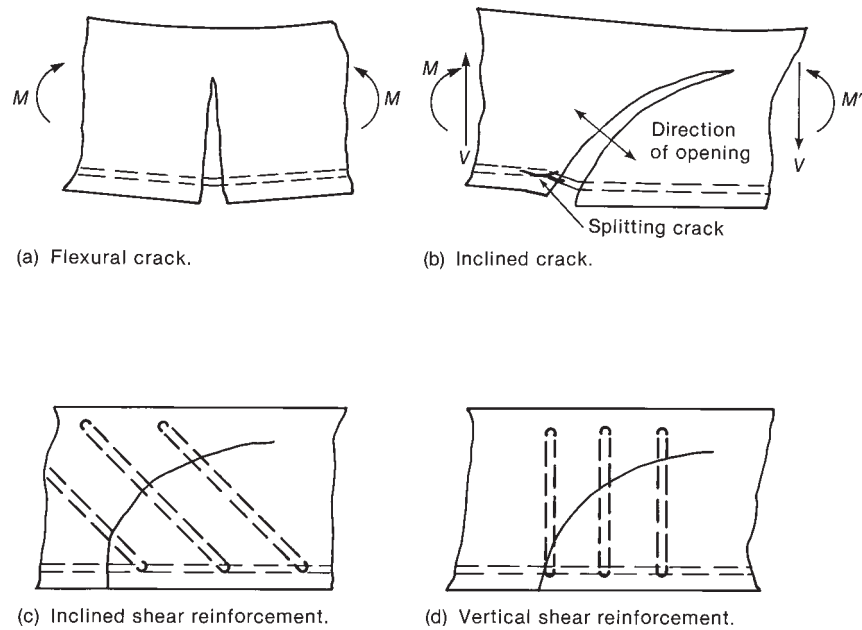 M
M
(a) Flexural crack.
M
V
Direction
of opening
M'
V
Splitting crack
(b) Inclined crack.
(c) Inclined shear reinforcement.
(d) Vertical shear reinforcement.